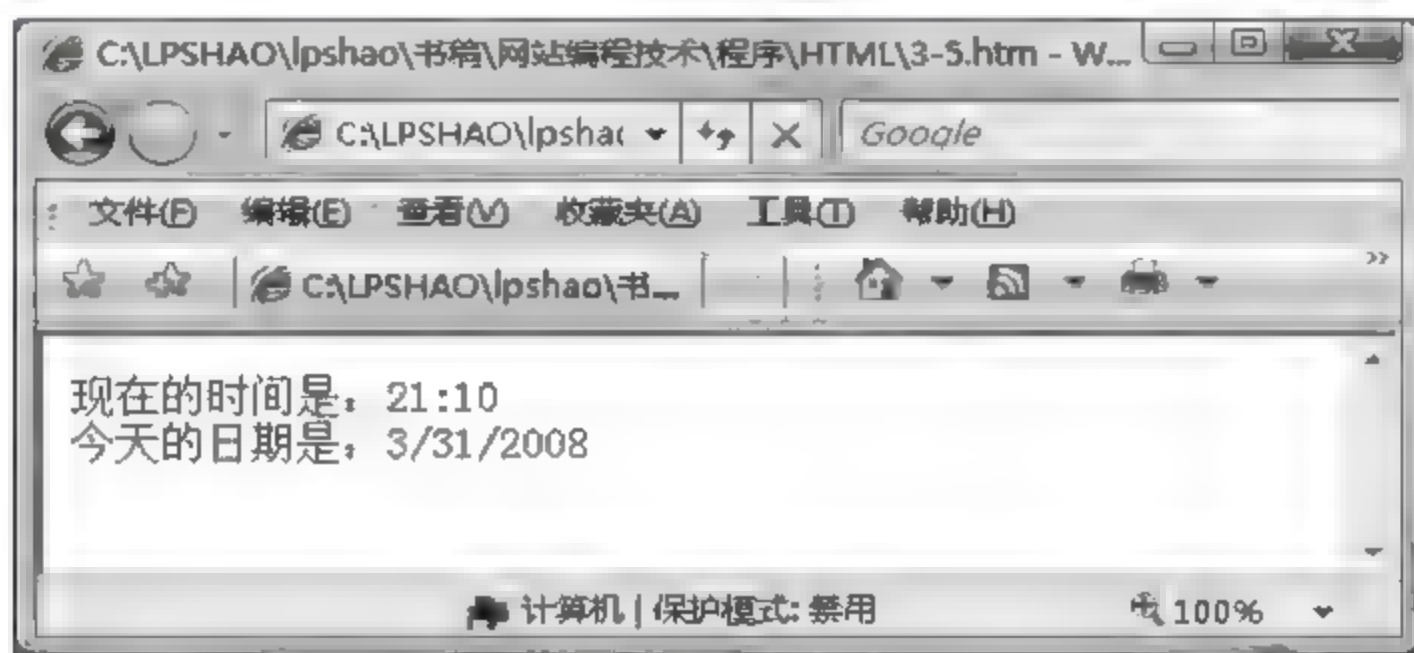 C:\LPSHAO\lpshao\书稿\网站编程技术\程序\HTML\3-5.htm - W...
C:\LPSHAO\lpsha Google
文件(F) 编辑(E) 查看(V) 收藏夹(A) 工具(T) 帮助(H)
C:\LPSHAO\lpshao\书...
现在的时间是：21:10
今天的日期是：3/31/2008
计算机 | 保护模式: 禁用 100%